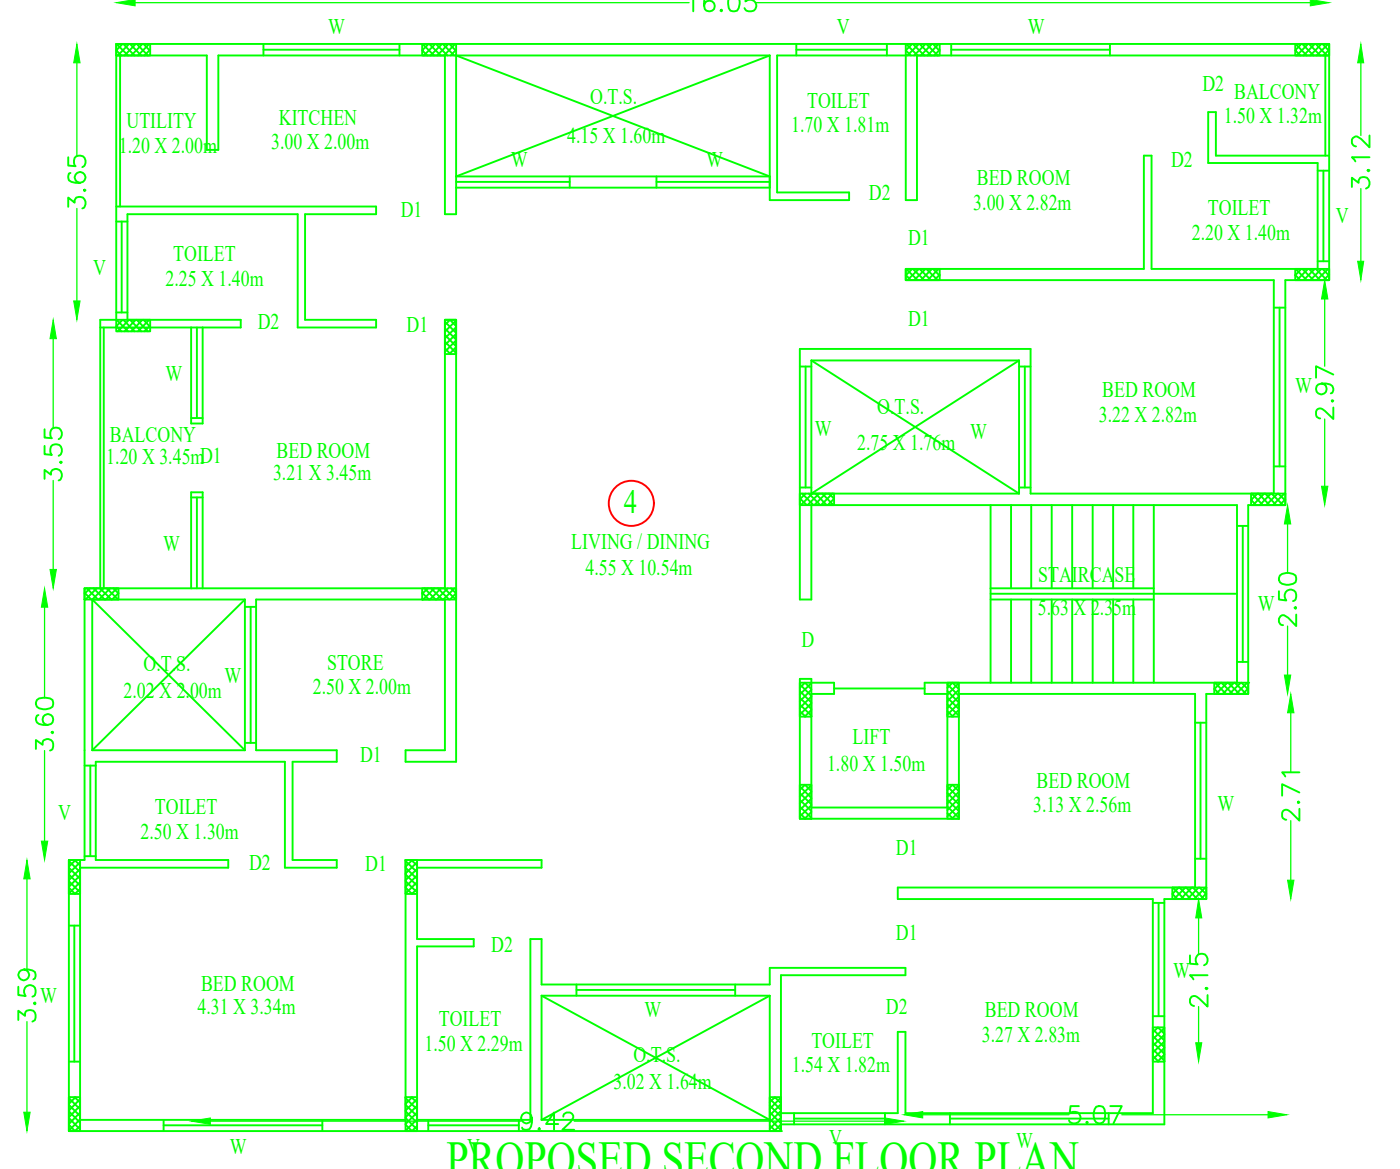 16.05
W
V
W
UTILITY
1.20 X 2.00m
KITCHEN
3.00 X 2.00m
O.T.S.
4.15 X 1.60m
W
W
TOILET
1.70 X 1.81m
D2
BALCONY
1.50 X 1.32m
3.65
3.12
D1
D2
BED ROOM
3.00 X 2.82m
D2
TOILET
2.20 X 1.40m
V
V
TOILET
2.25 X 1.40m
D1
D2
D1
D1
W
BALCONY
1.20 X 3.45m
D1
BED ROOM
3.21 X 3.45m
3.55
W
O.T.S.
2.75 X 1.76m
W
BED ROOM
3.22 X 2.82m
W
2.97
W
4
LIVING / DINING
4.55 X 10.54m
STAIRCASE
5.63 X 2.35m
W
2.50
D
O.T.S.
2.02 X 2.00m
W
STORE
2.50 X 2.00m
3.60
D1
LIFT
1.80 X 1.50m
BED ROOM
3.13 X 2.56m
W
2.71
V
TOILET
2.50 X 1.30m
D2
D1
D1
D1
D2
BED ROOM
4.31 X 3.34m
3.59
W
TOILET
1.50 X 2.29m
W
O.T.S.
3.02 X 1.64m
D2
TOILET
1.54 X 1.82m
BED ROOM
3.27 X 2.83m
W
2.15
9.42
5.07
W
V
V
W
PROPOSED SECOND FLOOR PLAN